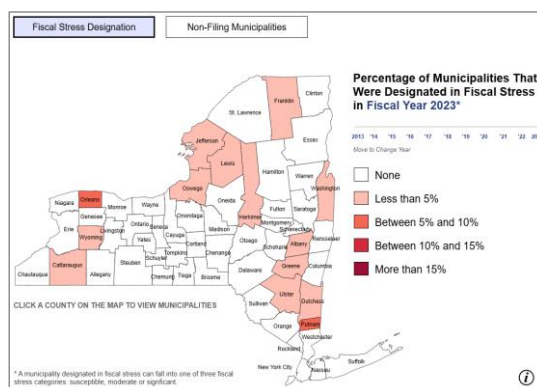 Fiscal Stress Designation
Non-Filing Municipalities
Percentage of Municipalities That
Were Designated in Fiscal Stress
in Fiscal Year 2023*
2013 '14 '15 '16 '17 '18 '19 '20 '21 '22 20
Move to Change Year
None
Less than 5%
Between 5% and 10%
Between 10% and 15%
More than 15%
Clinton
Franklin
St. Lawrence
Essex
Jefferson
Lewis
Hamilton
Warren
Washington
Oswego
Herkimer
Oneida
Fulton
Saratoga
Niagara
Orleans
Monroe
Wayne
Genesee
Onondaga
Madison
Montgomery
Schenectady
Rensselaer
Erie
Wyoming
Livingston
Ontario
Seneca
Cayuga
Yates
Cortland
Chenango
Otsego
Schoharie
Albany
Chautauqua
Cattaraugus
Allegany
Steuben
Schuyler
Tompkins
Chemung
Tioga
Broome
Delaware
Greene
Columbia
Ulster
Dutchess
Sullivan
Orange
Putnam
Westchester
Rockland
New York City
Nassau
Suffolk
CLICK A COUNTY ON THE MAP TO VIEW MUNICIPALITIES
* A municipality designated in fiscal stress can fall into one of three fiscal
stress categories: susceptible, moderate or signficant.
i